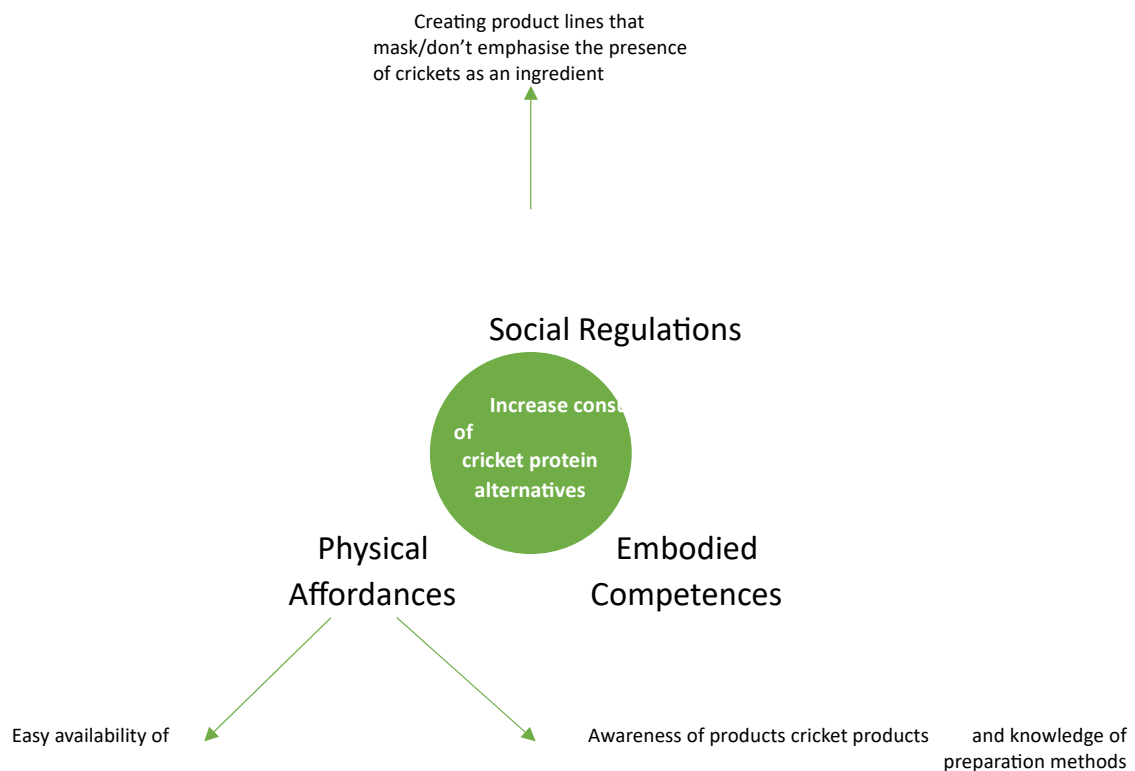 Creating product lines that
mask/don’t emphasise the presence
of crickets as an ingredient
Social Regulations
Increase
of
cricket protein
alternatives
Physical
Affordances
Embodied
Competences
Easy availability of
Awareness of products cricket products and knowledge of
preparation methods